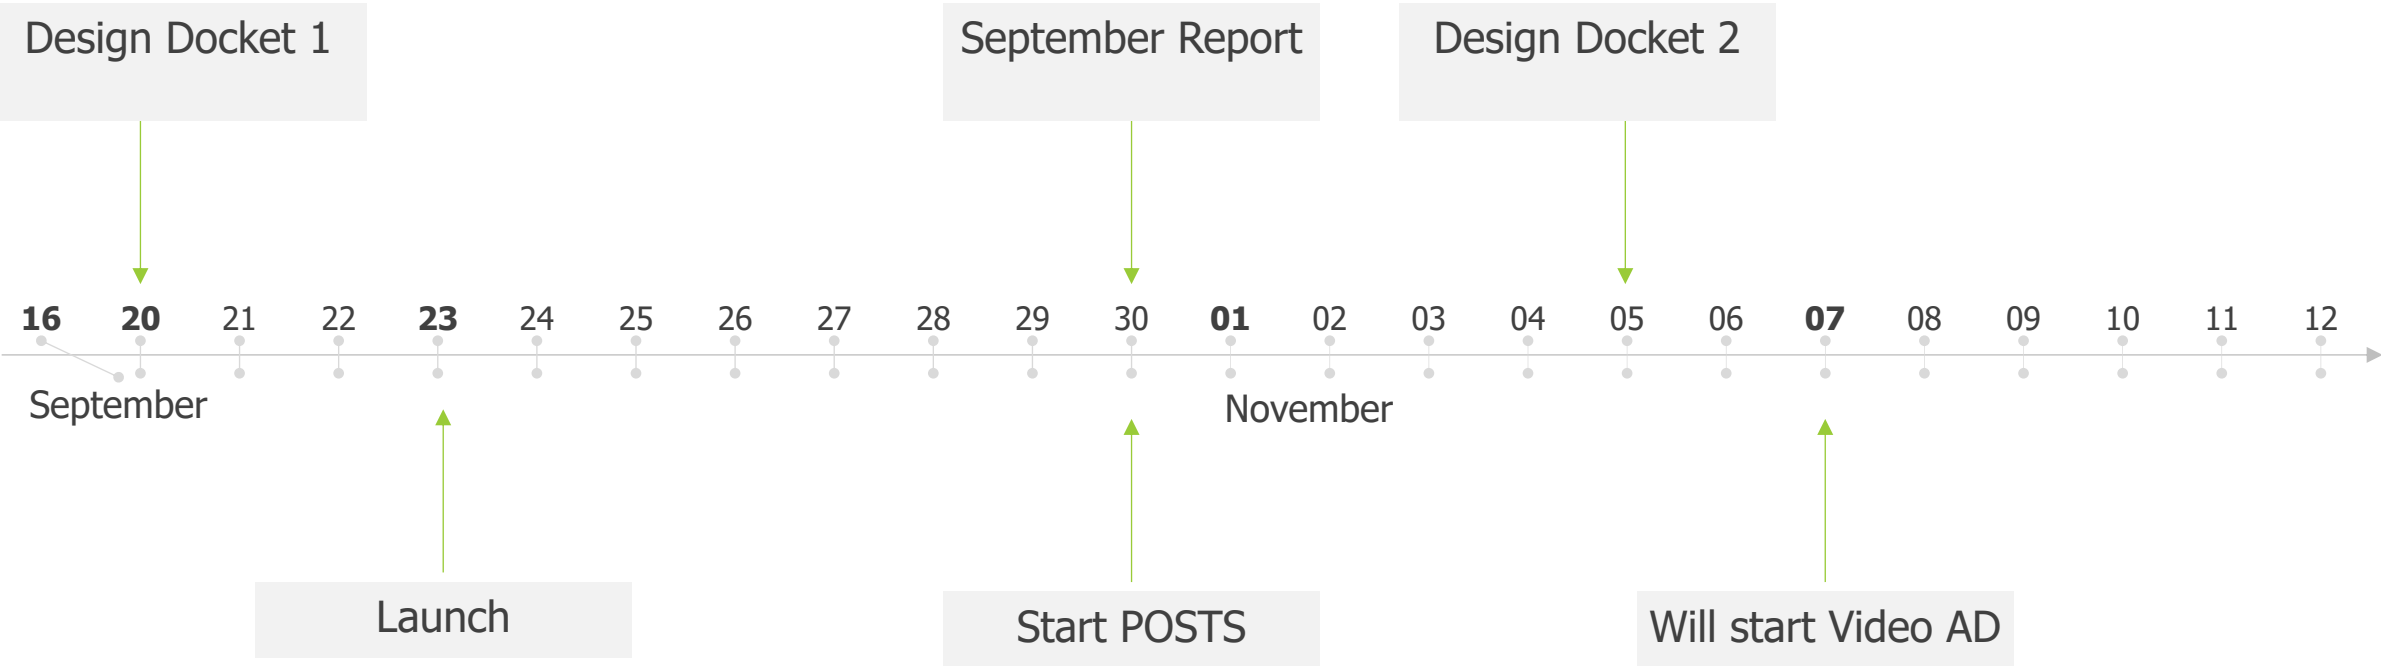 Design Docket 1
September Report
Design Docket 2
16 20 21 22 23 24 25 26 27 28 29 30 01 02 03 04 05 06 07 08 09 10 11 12
September
November
Launch
Start POSTS
Will start Video AD